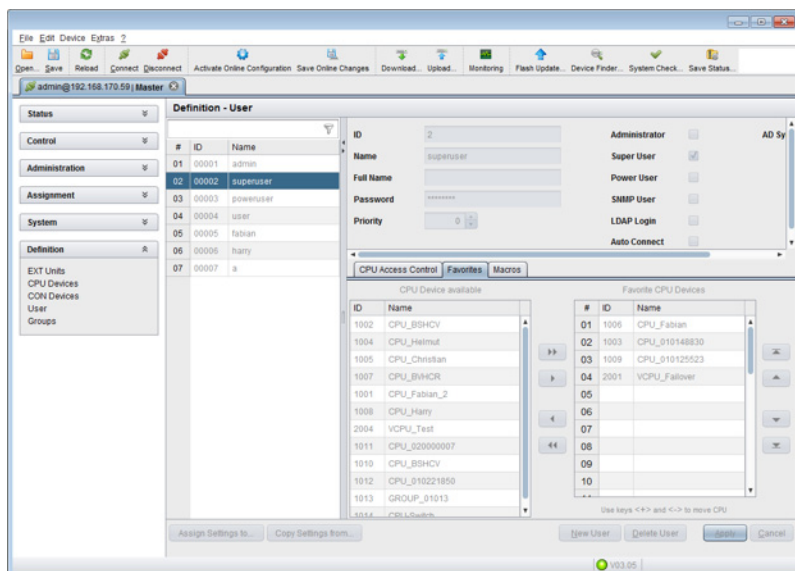 File Edit Device Extras ?
Open... Save Reload Connect Disconnect Activate Online Configuration Save Online Changes Download... Upload... Monitoring Flash Update... Device Finder... System Check... Save Status...
admin@192.168.170.59 | Master
Status
Control
Administration
Assignment
System
Definition
EXT Units
CPU Devices
CON Devices
User
Groups
Definition - User
# ID Name
01 00001 admin
02 00002 superuser
03 00003 poweruser
04 00004 user
05 00005 fabian
06 00006 harry
07 00007 a
ID 2 Administrator AD Sy
Name superuser Super User
Full Name Power User
Password ******** SNMP User
Priority 0 LDAP Login
Auto Connect
CPU Access Control Favorites Macros
CPU Device available
ID Name
1002 CPU_BSHCV
1004 CPU_Helmut
1005 CPU_Christian
1007 CPU_BVHCR
1001 CPU_Fabian_2
1008 CPU_Harry
2004 VCPU_Test
1011 CPU_020000007
1010 CPU_BSHCV
1012 CPU_010221850
1013 GROUP_01013
1014 CPU-Switch
Favorite CPU Devices
# ID Name
01 1006 CPU_Fabian
02 1003 CPU_010148830
03 1009 CPU_010125523
04 2001 VCPU_Failover
05
06
07
08
09
10
Use keys <+> and <-> to move CPU
Assign Settings to... Copy Settings from... New User Delete User Apply Cancel
V03.05